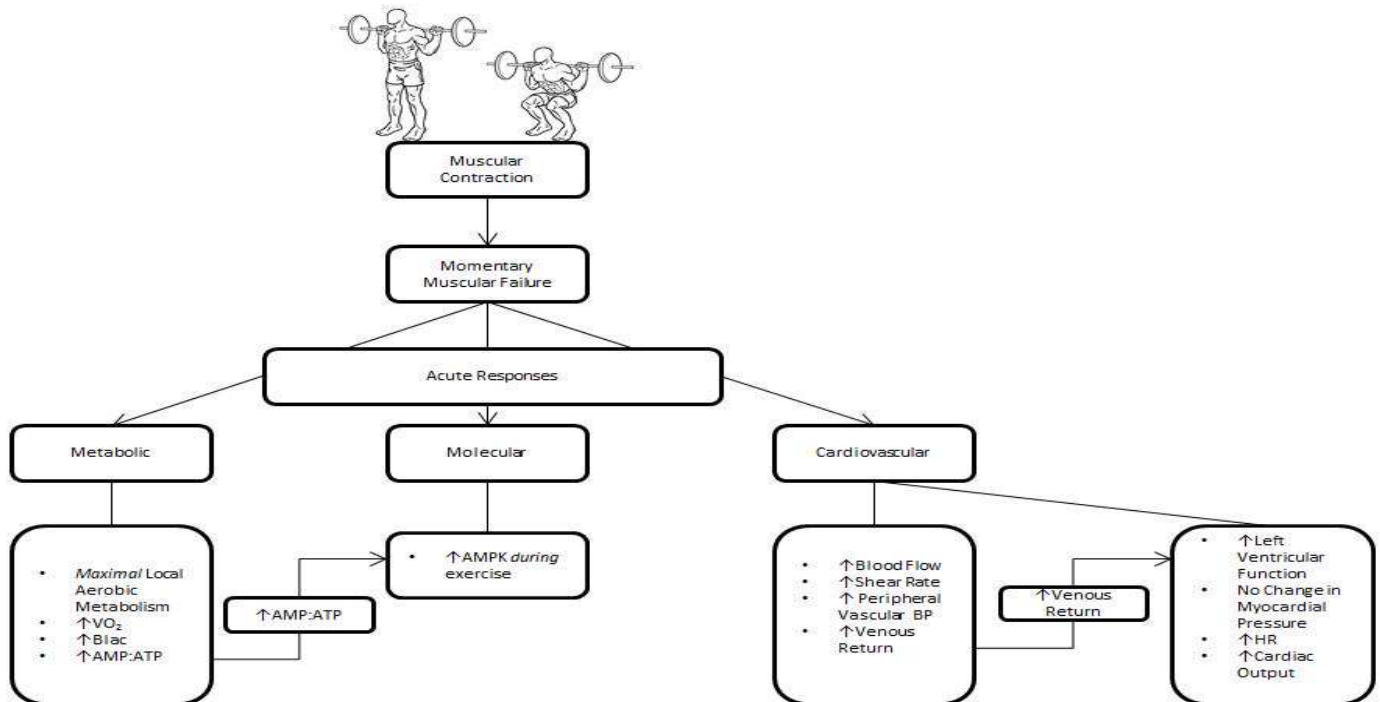 Muscular
Contraction
Momentary
Muscular Failure
Acute Responses
Metabolic
Molecular
Cardiovascular
• Maximal Local
Aerobic
Metabolism
• ↑VO₂
• ↑Blac
• ↑AMP:ATP
↑AMP:ATP
• ↑AMPK during
exercise
• ↑Blood Flow
• ↑Shear Rate
• ↑ Peripheral
Vascular BP
• ↑Venous
Return
↑Venous
Return
• ↑Left
Ventricular
Function
• No Change in
Myocardial
Pressure
• ↑HR
• ↑Cardiac
Output